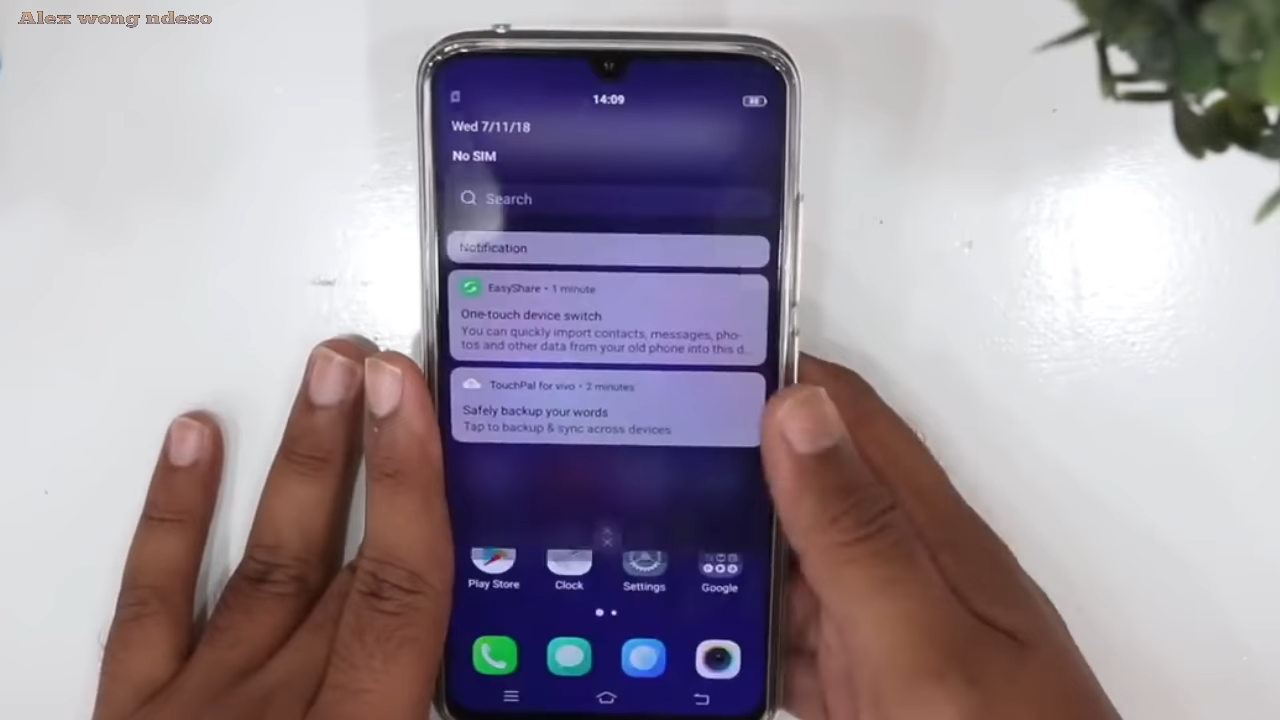 Alex wong ndeso
14:09
Wed 7/11/18
No SIM
Search
Notification
EasyShare • 1 minute
One-touch device switch
You can quickly import contacts, messages, pho-
tos and other data from your old phone into this d...
TouchPal for vivo • 2 minutes
Safely backup your words
Tap to backup & sync across devices
Play Store Clock Settings Google